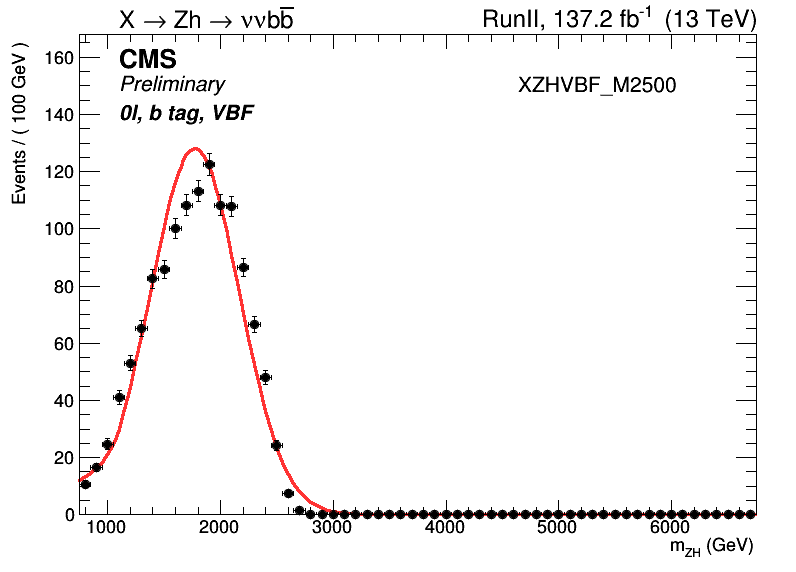 X → Zh → ννbb̅ RunII, 137.2 fb⁻¹ (13 TeV)
CMS
Preliminary
XZHVBF_M2500
0l, b tag, VBF
Events / ( 100 GeV )
160
140
120
100
80
60
40
20
0
1000 2000 3000 4000 5000 6000
m_ZH (GeV)